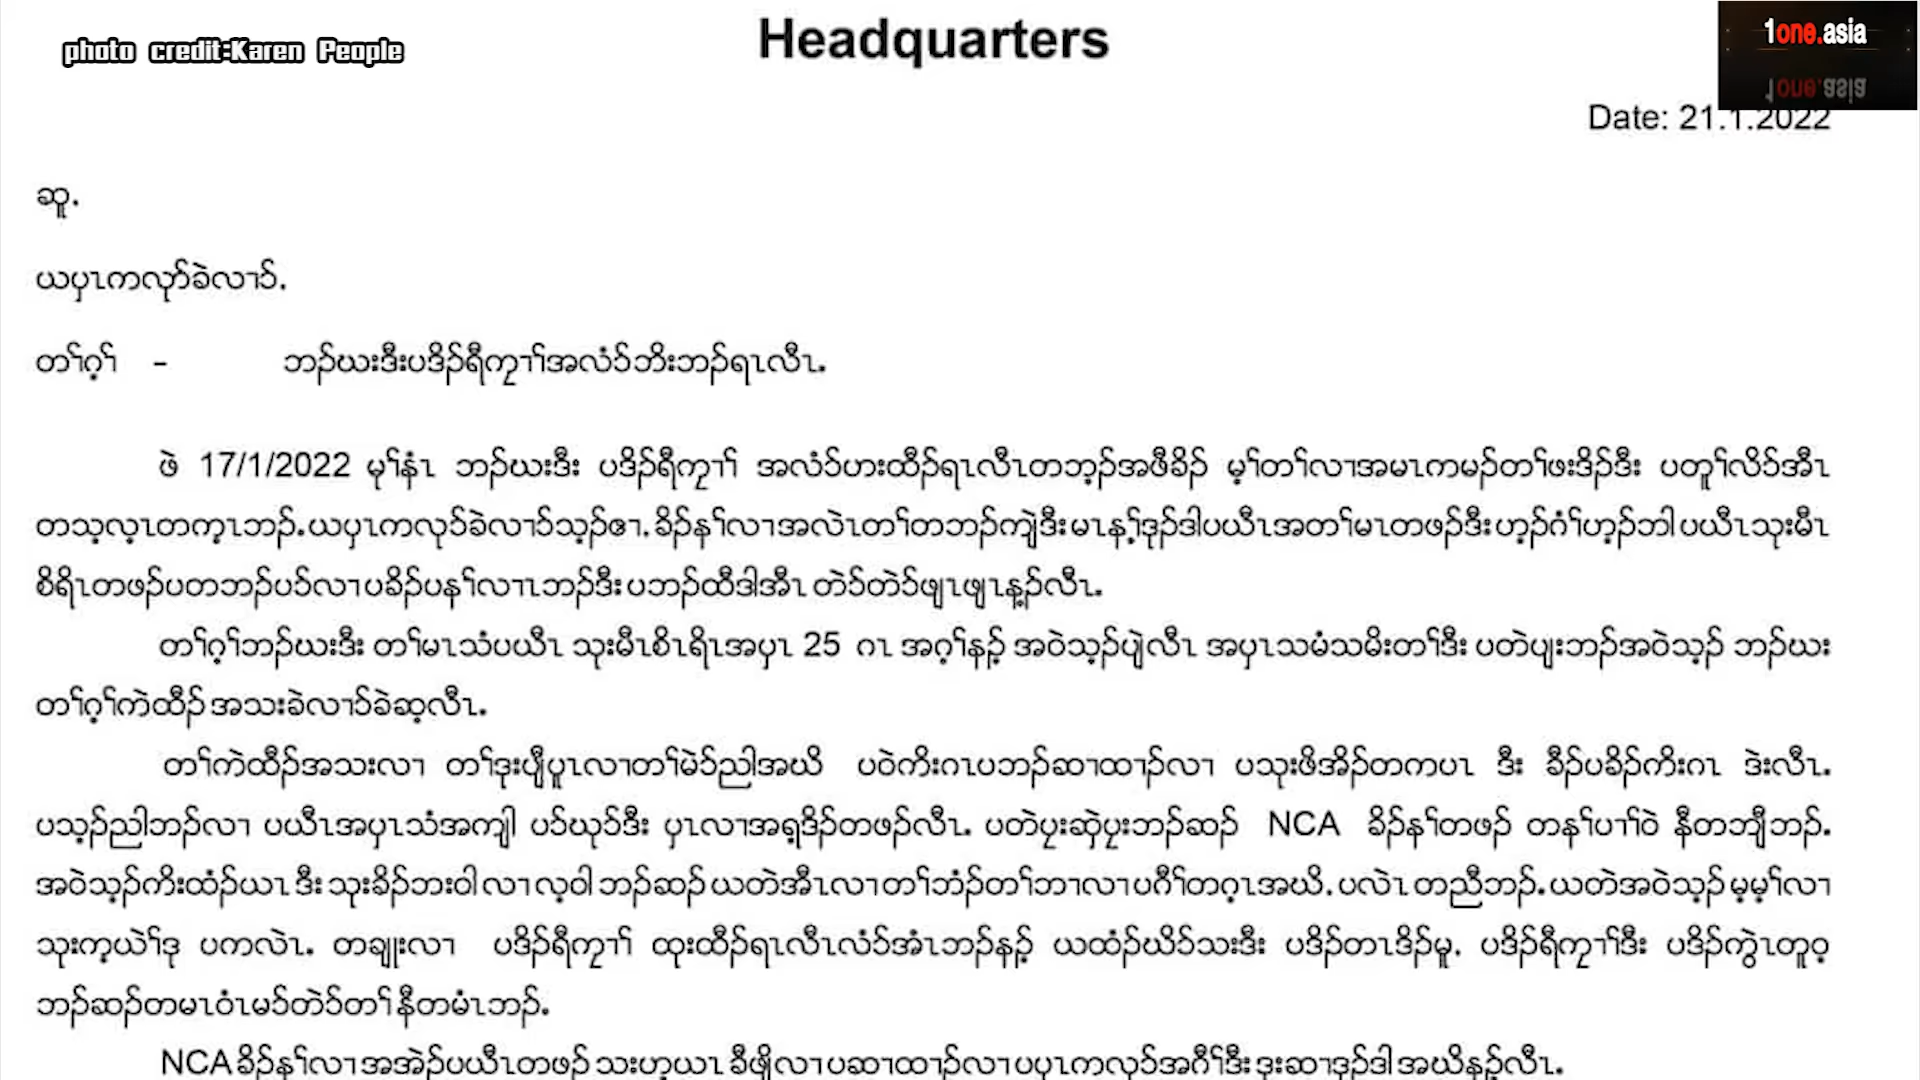 photo credit:Karen People
Headquarters
1one.asia
Date: 21.1.2022
ဆူ.
ယပှၤကလုာ်ခဲလၢာ်.
တၢ်ဂ့ၢ် - ဘၣ်ဃးဒီးပဒိၣ်ရီကၠၢၢ်အလံာ်ဘိးဘၣ်ရၤလီၤ.
ဖဲ 17/1/2022 မုၢ်နံၤ ဘၣ်ဃးဒီး ပဒိၣ်ရီကၠၢၢ် အလံာ်ဟးထီၣ်ရၤလီၤတဘ့ၣ်အဖီခိၣ် မ့ၢ်တၢ်လၢအမၤကမၣ်တၢ်ဖးဒိၣ်ဒီး ပတူၢ်လိာ်အီၤ
တသ့လ့ၤတက့ၤဘၣ်.ယပှၤကလုာ်ခဲလၢာ်သ့ၣ်ဧၢ.ခိၣ်နၢ်လၢအလဲၤတၢ်တဘၣ်ကျဲဒီးမၤန့ၢ်ဒုၣ်ဒါပယီၤအတၢ်မၤတဖၣ်ဒီးဟ့ၣ်ဂံၢ်ဟ့ၣ်ဘါပယီၤသုးမီၤ
စိရိၤတဖၣ်ပတဘၣ်ပာ်လၢပခိၣ်ပနၢ်လၢၤဘၣ်ဒီးပဘၣ်ထီဒါအီၤ တဲာ်တဲာ်ဖျၤဖျၤန့ၣ်လီၤ.
တၢ်ဂ့ၢ်ဘၣ်ဃးဒီး တၢ်မၤသံပယီၤ သုးမီၤစိၤရိၤအပှၤ 25 ဂၤ အဂ့ၢ်န့ၣ် အဝဲသ့ၣ်ပျဲလီၤ အပှၤသမံသမိးတၢ်ဒီး ပတဲပျးဘၣ်အဝဲသ့ၣ် ဘၣ်ဃး
တၢ်ဂ့ၢ်ကဲထီၣ်အသးခဲလၢာ်ခဲဆ့လီၤ.
တၢ်ကဲထီၣ်အသးလၢ တၢ်ဒုးပျီပူၤလၢတၢ်မဲာ်ညါအဃိ ပဝဲကိးဂၤပဘၣ်ဆၢထၢၣ်လၢ ပသုးဖိအိၣ်တကပၤ ဒီး ခီၣ်ပခိၣ်ကိးဂၤ ဒဲးလီၤ.
ပသ့ၣ်ညါဘၣ်လၢ ပယီၤအပှၤသံအကျါ ပာ်ဃုာ်ဒီး ပှၤလၢအရ့ဒိၣ်တဖၣ်လီၤ. ပတဲပှးဆှဲပှးဘၣ်ဆၣ် NCA ခိၣ်နၢ်တဖၣ် တနၢ်ပၢၢ်ဝဲ နီတဘျီဘၣ်.
အဝဲသ့ၣ်ကိးထံၣ်ယၤ ဒီး သုးခိၣ်ဘးဝါ လၢ လ့ဝါ ဘၣ်ဆၣ် ယတဲအီၤလၢ တၢ်ဘံၣ်တၢ်ဘၢလၢ ပဂီၢ်တဂ့ၤအဃိ. ပလဲၤ တညီဘၣ်. ယတဲအဝဲသ့ၣ် မ့မ့ၢ်လၢ
သုးက့ယဲၢ်ဒု ပကလဲၤ. တချုးလၢ ပဒိၣ်ရီကၠၢၢ် ထုးထီၣ်ရၤလီၤလံာ်အံၤဘၣ်န့ၣ် ယထံၣ်ဃိာ်သးဒီး ပဒိၣ်တၤဒိၣ်မူ. ပဒိၣ်ရီကၠၢၢ်ဒီး ပဒိၣ်ကွဲၤတူဝ့
ဘၣ်ဆၣ်တမၤဝံၤမာ်တဲာ်တၢ်နီတမံၤဘၣ်.
NCAခိၣ်နၢ်လၢအအဲၣ်ပယီၤတဖၣ်သးဟ့ယၤ ခီဖျိလၢပဆၢထၢၣ်လၢပပှၤကလုာ်အဂီၢ်ဒီးဒုးဆၢဒုၣ်ဒါအဃိန့ၣ်လီၤ.